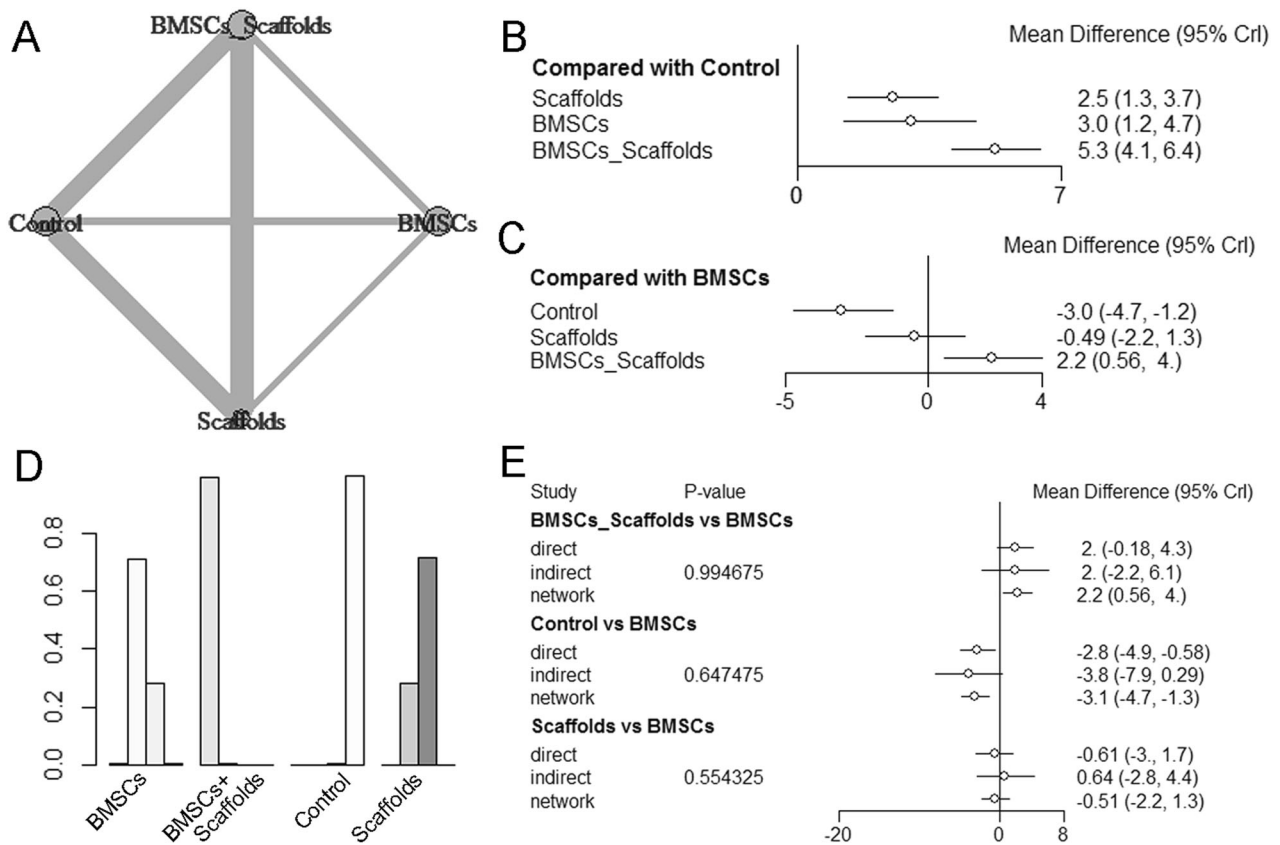 A
BMSCs_Scaffolds
Control
BMSCs
Scaffolds
B
Mean Difference (95% CrI)
Compared with Control
Scaffolds 2.5 (1.3, 3.7)
BMSCs 3.0 (1.2, 4.7)
BMSCs_Scaffolds 5.3 (4.1, 6.4)
0 7
C
Mean Difference (95% CrI)
Compared with BMSCs
Control -3.0 (-4.7, -1.2)
Scaffolds -0.49 (-2.2, 1.3)
BMSCs_Scaffolds 2.2 (0.56, 4.)
-5 0 4
D
0.8
0.6
0.4
0.2
0.0
BMSCs
BMSCs+
Scaffolds
Control
Scaffolds
E
Study P-value Mean Difference (95% CrI)
BMSCs_Scaffolds vs BMSCs
direct 2. (-0.18, 4.3)
indirect 0.994675 2. (-2.2, 6.1)
network 2.2 (0.56, 4.)
Control vs BMSCs
direct -2.8 (-4.9, -0.58)
indirect 0.647475 -3.8 (-7.9, 0.29)
network -3.1 (-4.7, -1.3)
Scaffolds vs BMSCs
direct -0.61 (-3., 1.7)
indirect 0.554325 0.64 (-2.8, 4.4)
network -0.51 (-2.2, 1.3)
-20 0 8